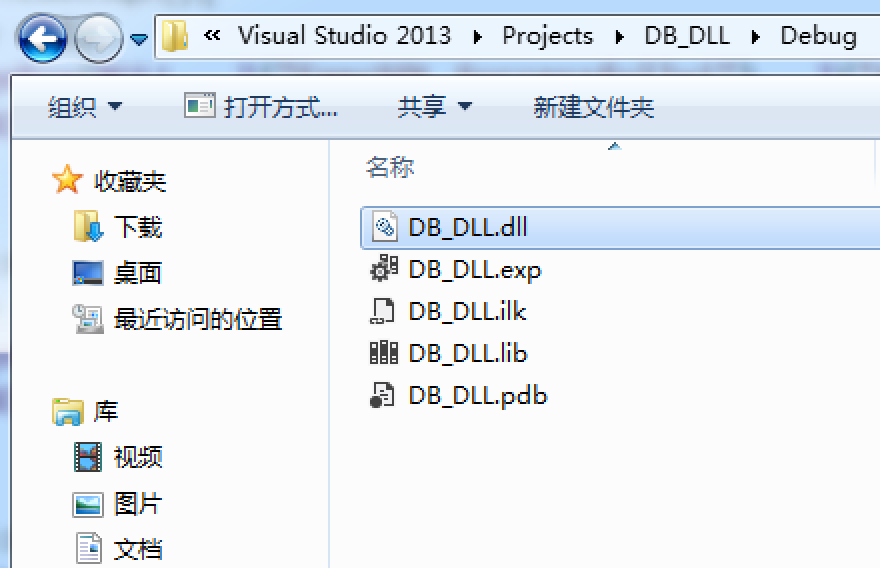 « Visual Studio 2013 ▸ Projects ▸ DB_DLL ▸ Debug
组织 打开方式... 共享 新建文件夹
名称
收藏夹
下载
桌面
最近访问的位置
库
视频
图片
文档
DB_DLL.dll
DB_DLL.exp
DB_DLL.ilk
DB_DLL.lib
DB_DLL.pdb